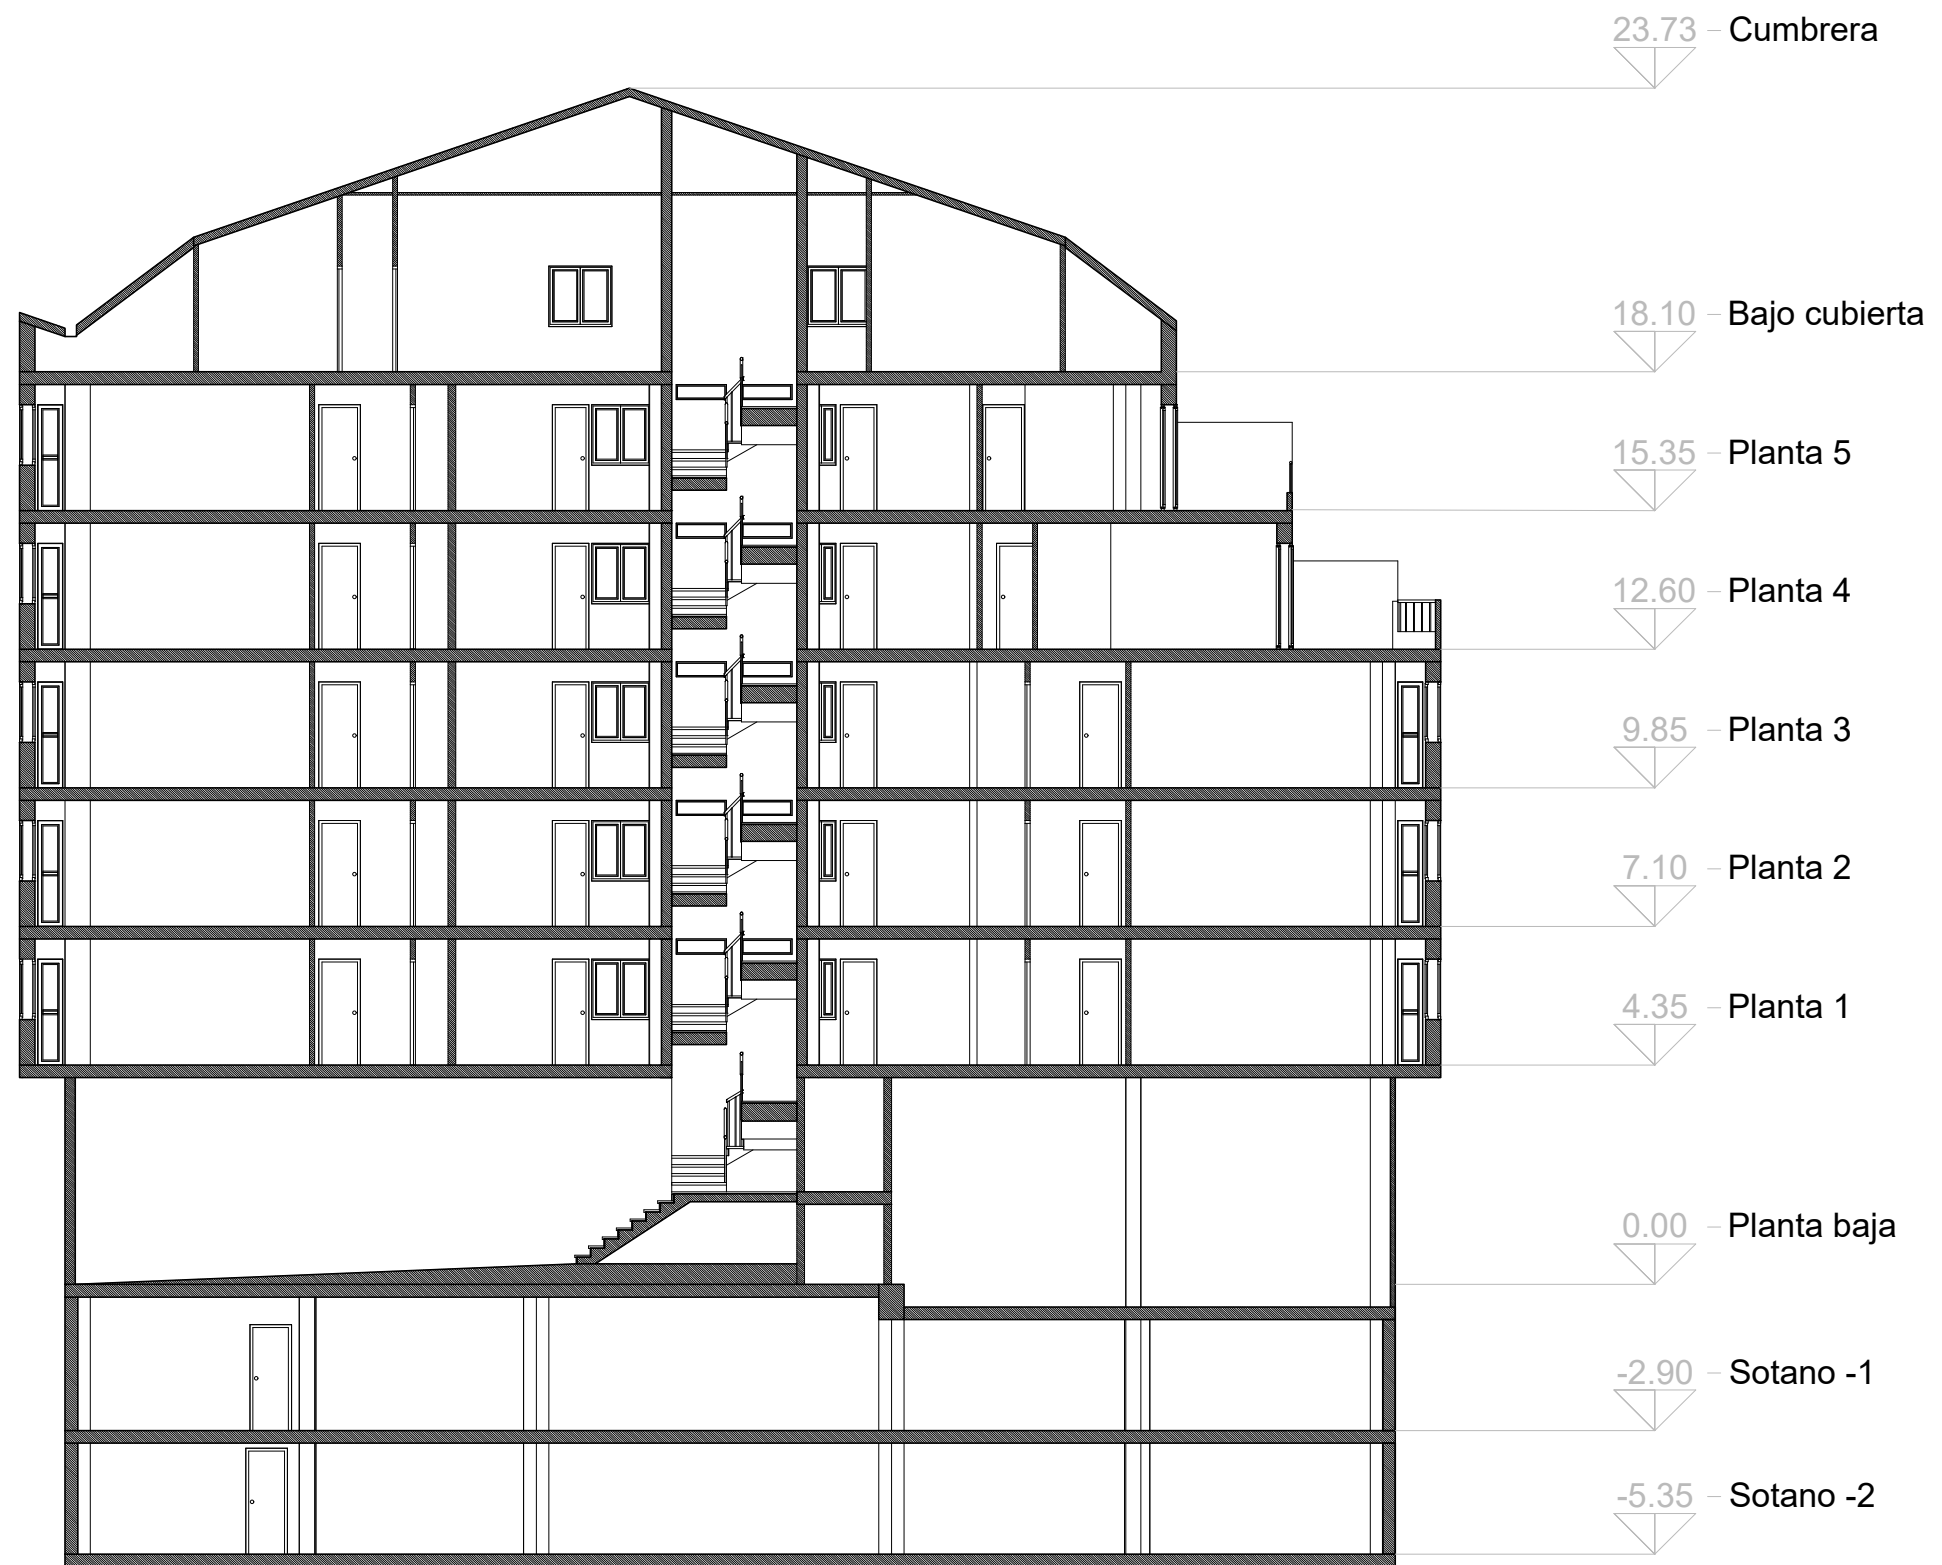 23.73 - Cumbrera
18.10 - Bajo cubierta
15.35 - Planta 5
12.60 - Planta 4
9.85 - Planta 3
7.10 - Planta 2
4.35 - Planta 1
0.00 - Planta baja
-2.90 - Sotano -1
-5.35 - Sotano -2